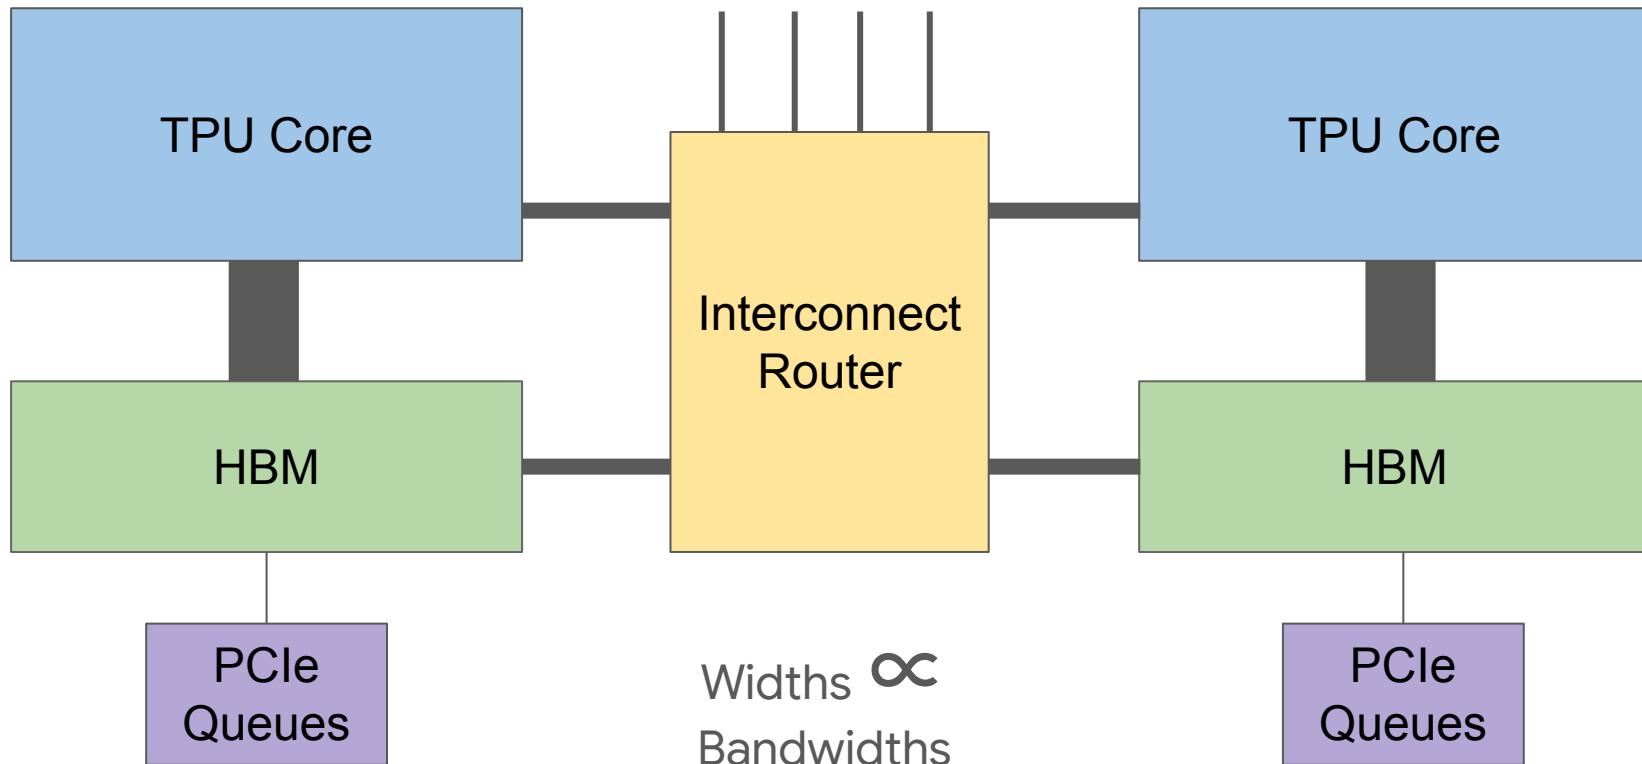 TPU Core
TPU Core
Interconnect
Router
HBM
HBM
PCIe
Queues
Widths ∝
Bandwidths
PCIe
Queues